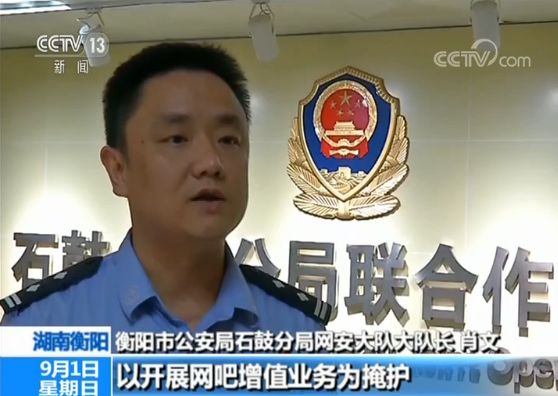 CCTV 13
新闻
CCTV.com
石鼓 分局联合作
湖南衡阳
衡阳市公安局石鼓分局网安大队大队长 肖文
9月1日
星期日
以开展网吧增值业务为掩护
Ope